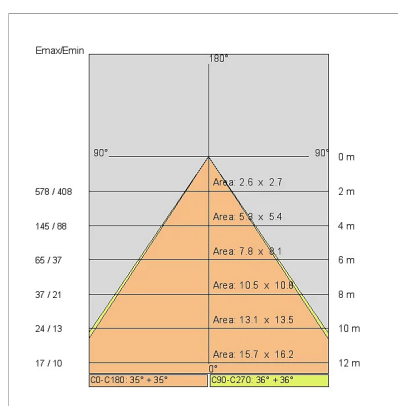 Emax/Emin
180°
90° 90° 0 m
Area: 2.6 x 2.7
578 / 408 2 m
Area: 5.3 x 5.4
145 / 88 4 m
Area: 7.8 x 8.1
65 / 37 6 m
Area: 10.5 x 10.8
37 / 21 8 m
Area: 13.1 x 13.5
24 / 13 10 m
Area: 15.7 x 16.2
17 / 10 12 m
0°
C0-C180: 35° + 35° C90-C270: 36° + 36°